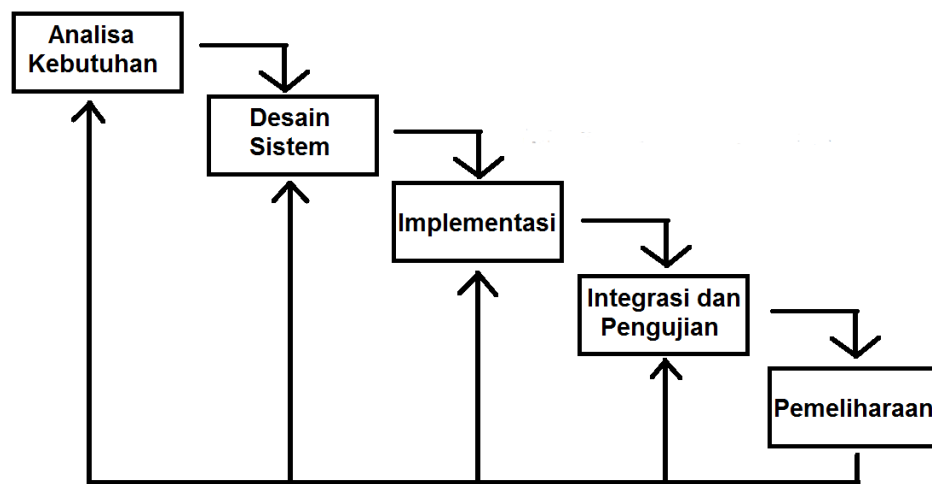 Analisa
Kebutuhan
Desain
Sistem
Implementasi
Integrasi dan
Pengujian
Pemeliharaan